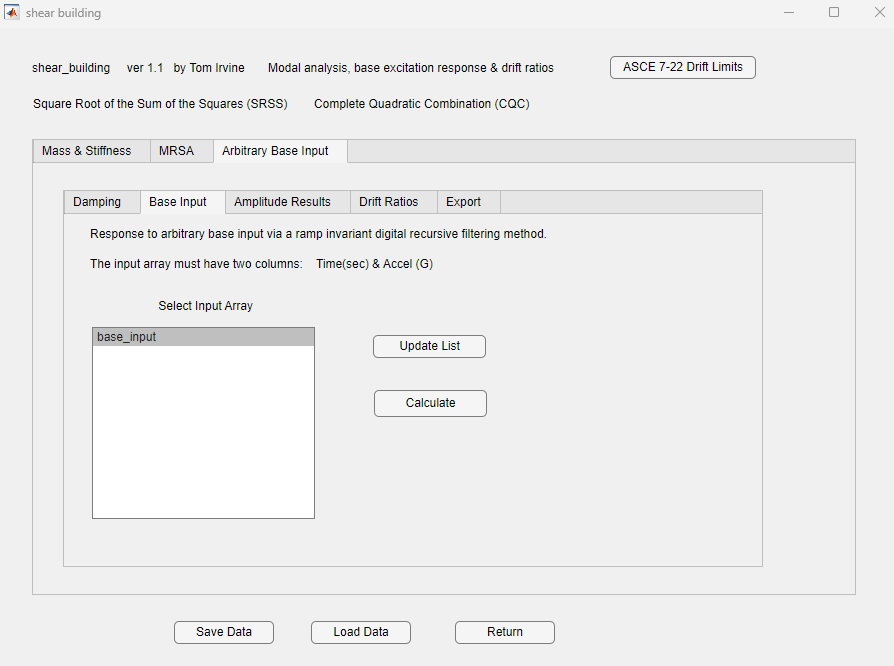 shear building
shear_building ver 1.1 by Tom Irvine Modal analysis, base excitation response & drift ratios ASCE 7-22 Drift Limits
Square Root of the Sum of the Squares (SRSS) Complete Quadratic Combination (CQC)
Mass & Stiffness MRSA Arbitrary Base Input
Damping Base Input Amplitude Results Drift Ratios Export
Response to arbitrary base input via a ramp invariant digital recursive filtering method.
The input array must have two columns: Time(sec) & Accel (G)
Select Input Array
base_input
Update List
Calculate
Save Data Load Data Return